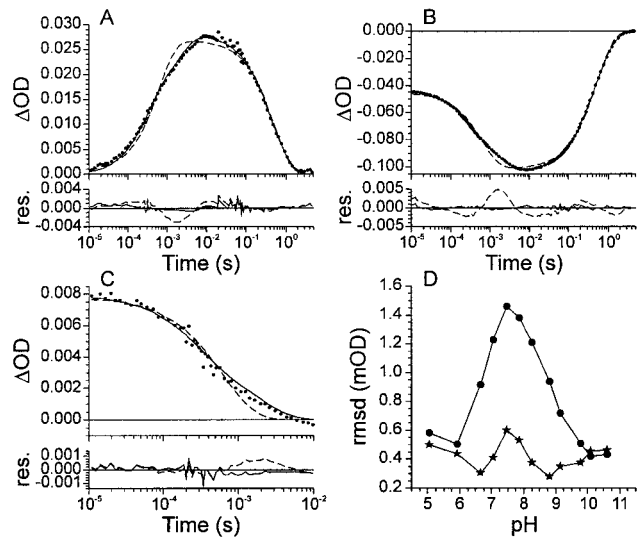 A
ΔOD
0.030
0.025
0.020
0.015
0.010
0.005
0.000
res.
0.004
0.000
-0.004
10⁻⁵ 10⁻⁴ 10⁻³ 10⁻² 10⁻¹ 10⁰
Time (s)
B
ΔOD
0.000
-0.020
-0.040
-0.060
-0.080
-0.100
res.
0.005
0.000
-0.005
10⁻⁵ 10⁻⁴ 10⁻³ 10⁻² 10⁻¹ 10⁰
Time (s)
C
ΔOD
0.008
0.006
0.004
0.002
0.000
res.
0.001
0.000
-0.001
10⁻⁵ 10⁻⁴ 10⁻³ 10⁻²
Time (s)
D
rmsd (mOD)
1.6
1.4
1.2
1.0
0.8
0.6
0.4
0.2
5 6 7 8 9 10 11
pH